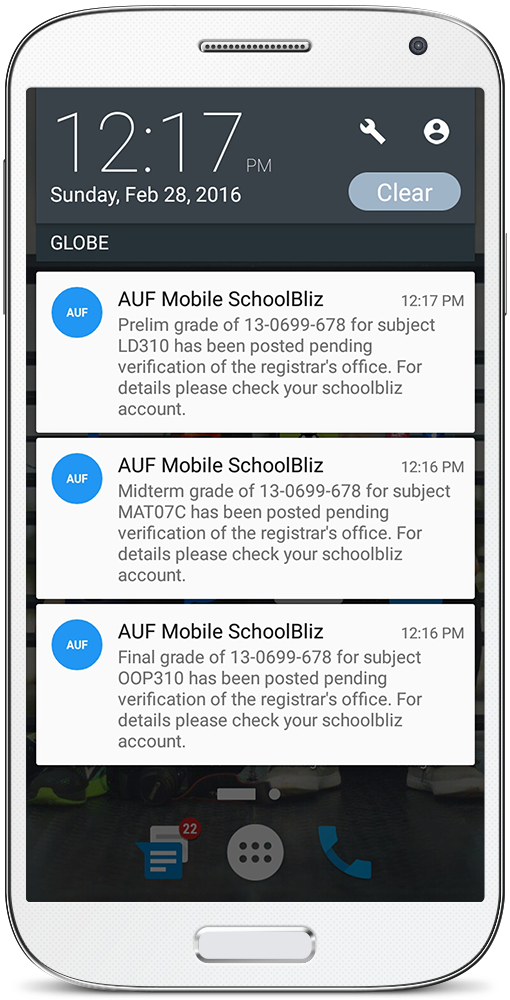 12:17 PM
Sunday, Feb 28, 2016
Clear
GLOBE
AUF
AUF Mobile SchoolBliz
12:17 PM
Prelim grade of 13-0699-678 for subject
LD310 has been posted pending
verification of the registrar's office. For
details please check your schoolbliz
account.
AUF
AUF Mobile SchoolBliz
12:16 PM
Midterm grade of 13-0699-678 for subject
MAT07C has been posted pending
verification of the registrar's office. For
details please check your schoolbliz
account.
AUF
AUF Mobile SchoolBliz
12:16 PM
Final grade of 13-0699-678 for subject
OOP310 has been posted pending
verification of the registrar's office. For
details please check your schoolbliz
account.
22